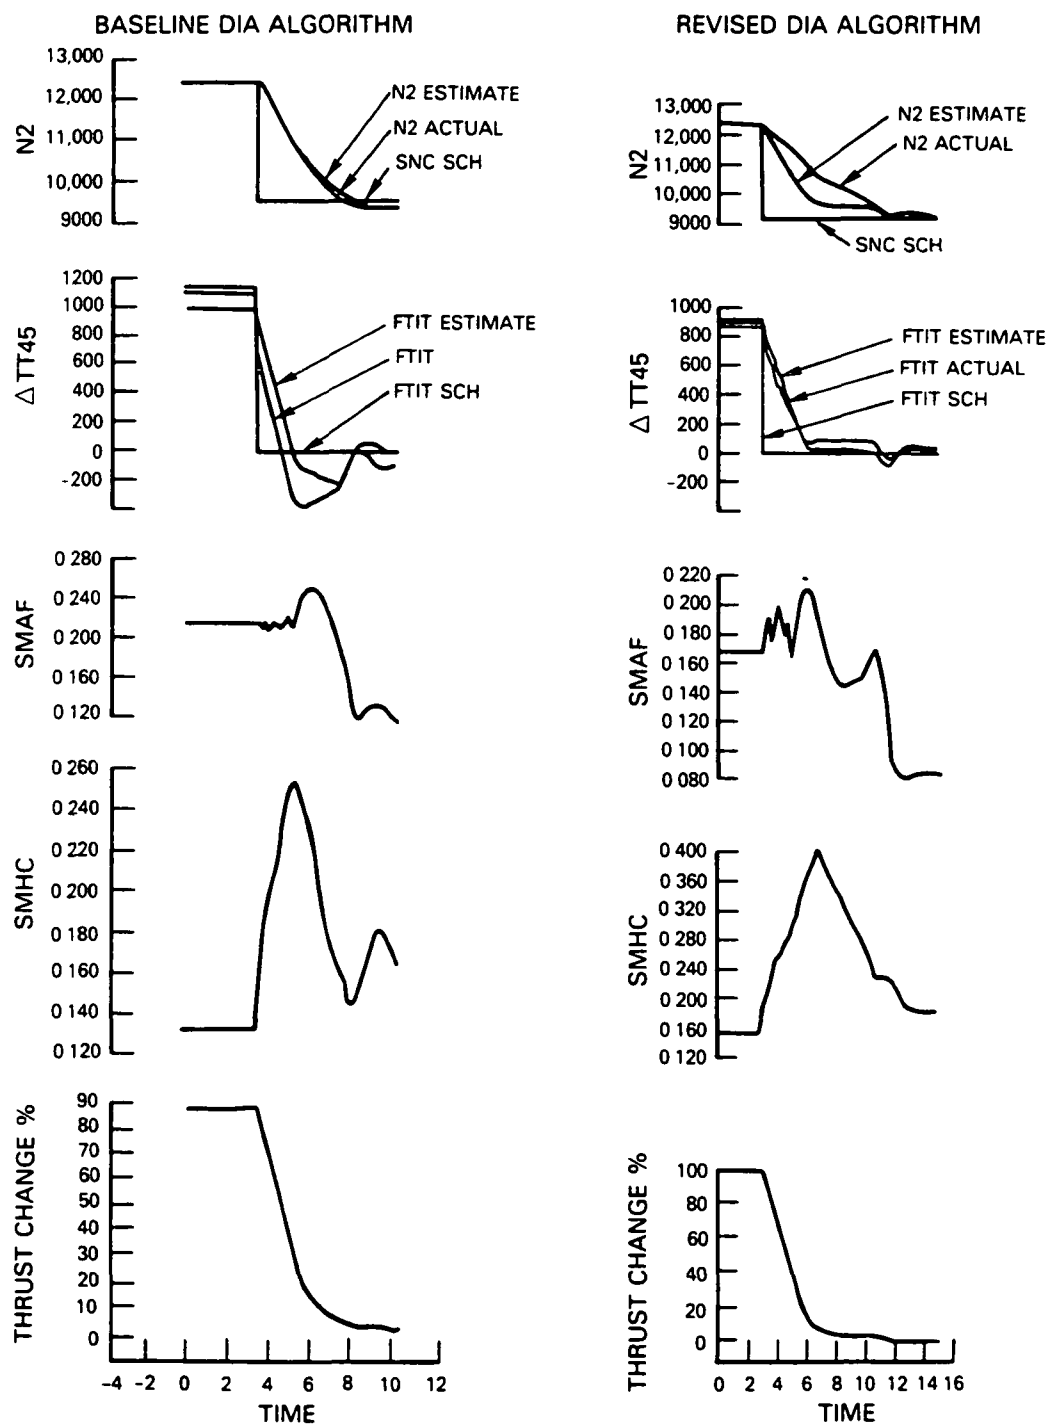 BASELINE DIA ALGORITHM
N2
13,000
12,000
11,000
10,000
9000
N2 ESTIMATE
N2 ACTUAL
SNC SCH
Δ TT45
1200
1000
800
600
400
200
0
-200
FTIT ESTIMATE
FTIT
FTIT SCH
SMAF
0 280
0 240
0 200
0 160
0 120
SMHC
0 260
0 240
0 220
0 200
0 180
0 160
0 140
0 120
THRUST CHANGE %
90
80
70
60
50
40
30
20
10
0
-4 -2 0 2 4 6 8 10 12
TIME
REVISED DIA ALGORITHM
N2
13,000
12,000
11,000
10,000
9000
N2 ESTIMATE
N2 ACTUAL
SNC SCH
Δ TT45
1000
800
600
400
200
0
-200
FTIT ESTIMATE
FTIT ACTUAL
FTIT SCH
SMAF
0 220
0 200
0 180
0 160
0 140
0 120
0 100
0 080
SMHC
0 400
0 360
0 320
0 280
0 240
0 200
0 160
0 120
THRUST CHANGE %
100
80
60
40
20
0
0 2 4 6 8 10 12 14 16
TIME